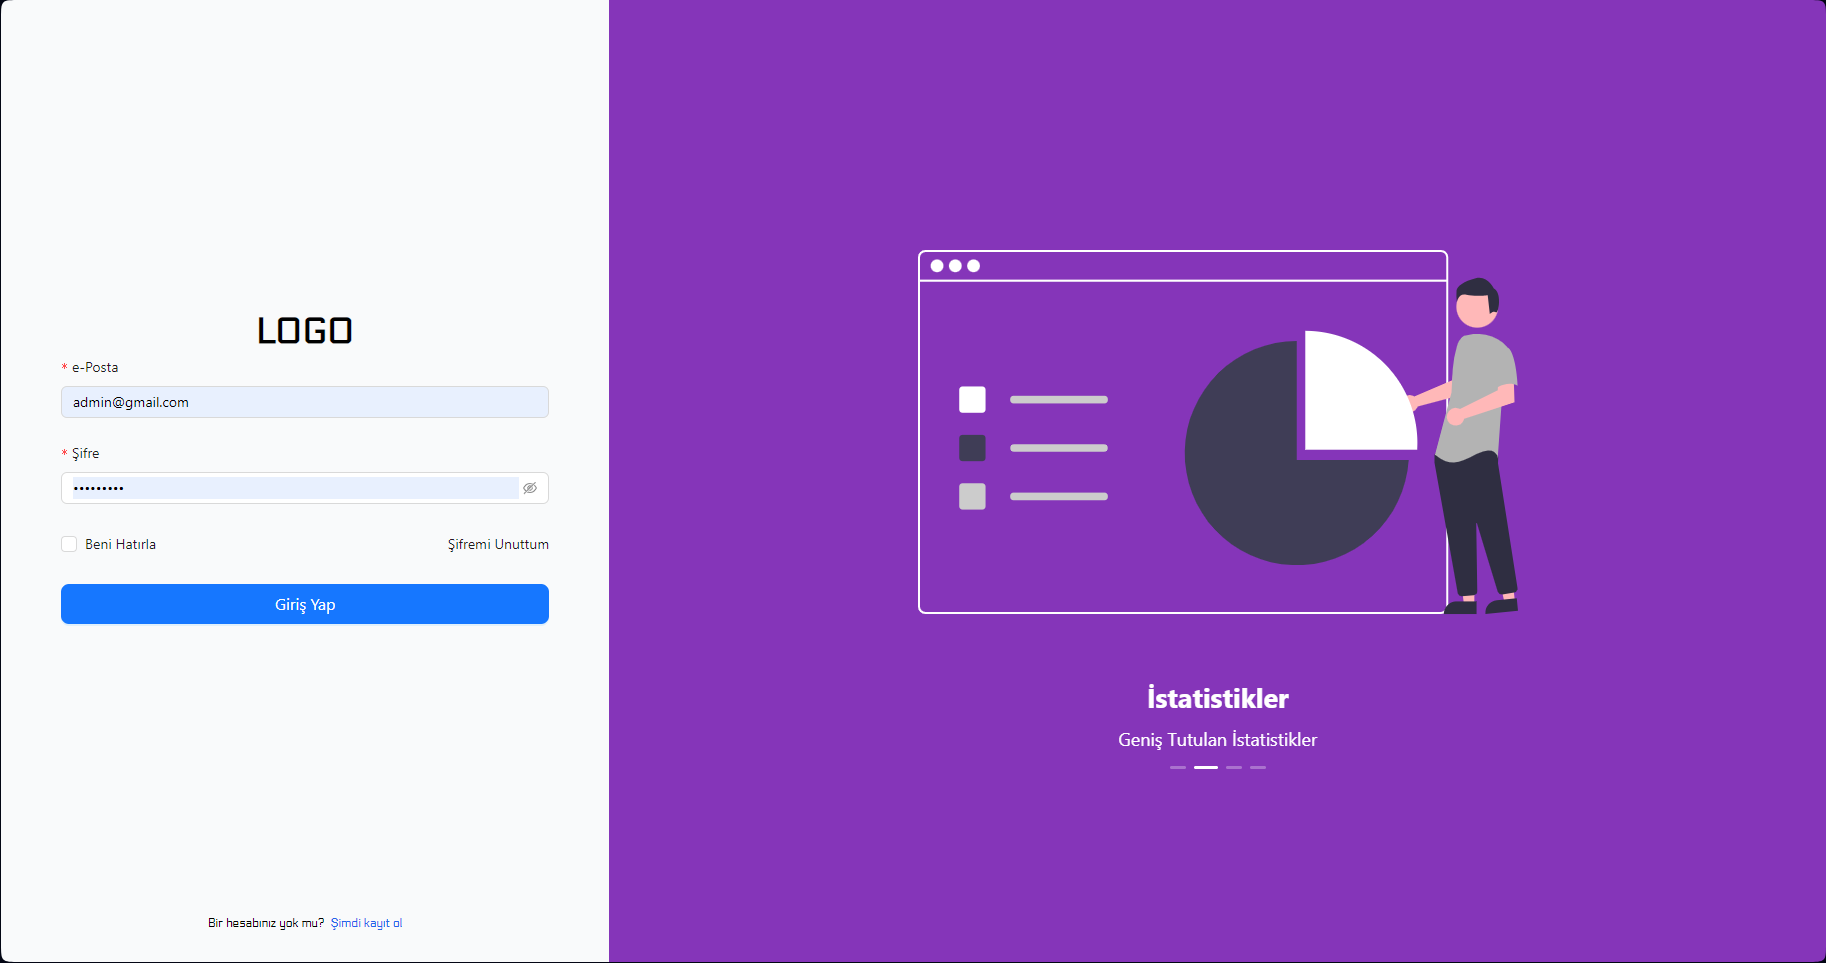 LOGO
* e-Posta
admin@gmail.com
* Şifre
•••••••••
Beni Hatırla
Şifremi Unuttum
Giriş Yap
Bir hesabınız yok mu? Şimdi kayıt ol
İstatistikler
Geniş Tutulan İstatistikler